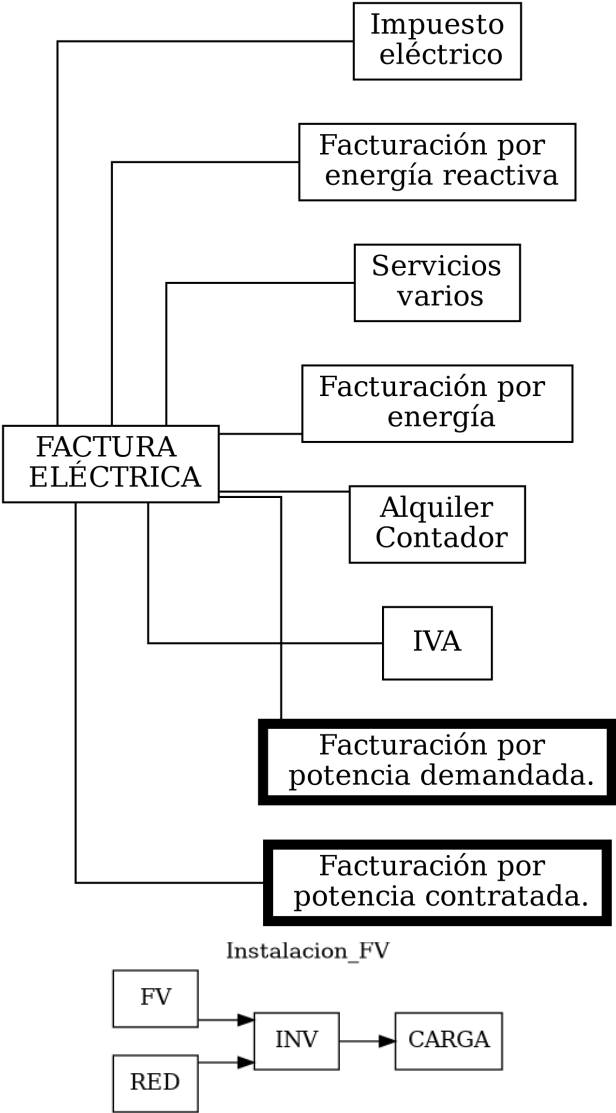 Impuesto
eléctrico
Facturación por
energía reactiva
Servicios
varios
Facturación por
energía
FACTURA
ELÉCTRICA
Alquiler
Contador
IVA
Facturación por
potencia demandada.
Facturación por
potencia contratada.
Instalacion_FV
FV
INV
CARGA
RED